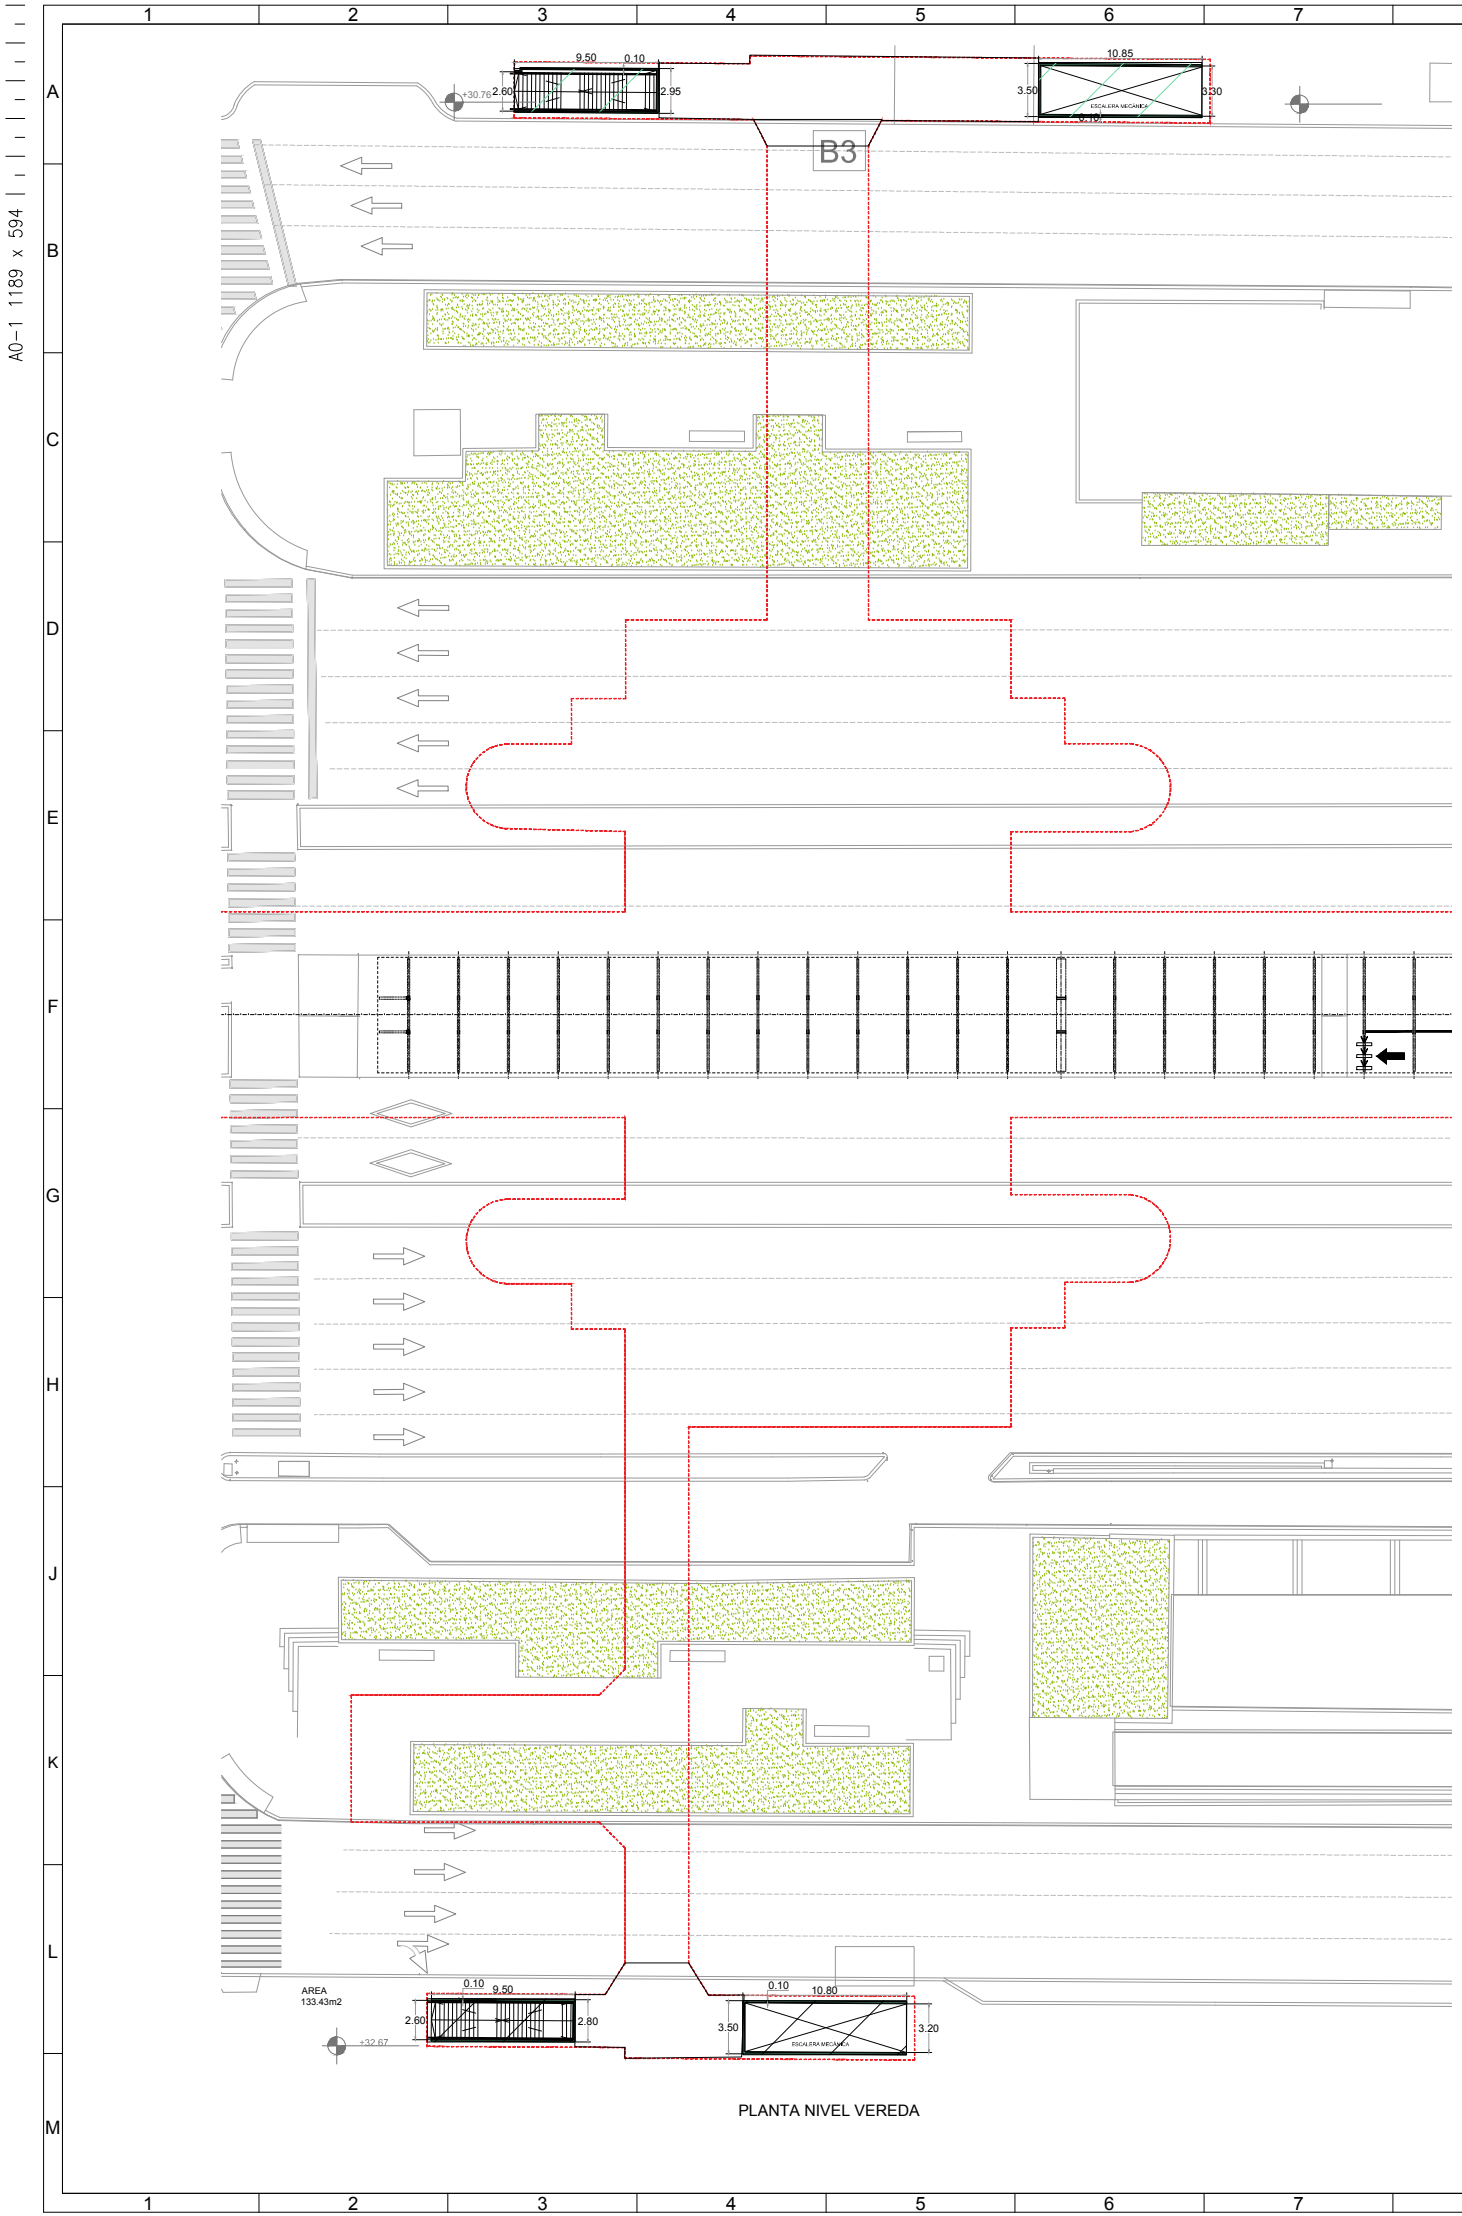 1 2 3 4 5 6 7
A0-1 1189 x 594
A
B
C
D
E
F
G
H
J
K
L
M
9.50 0.10 10.85
2.60 2.95 3.50 3.30
+30.76
ESCALERA MECÁNICA
0.10
B3
AREA
133.43m2
0.10 9.50 0.10 10.80
2.60 2.80 3.50 3.20
ESCALERA MECÁNICA
+32.67
PLANTA NIVEL VEREDA
1 2 3 4 5 6 7